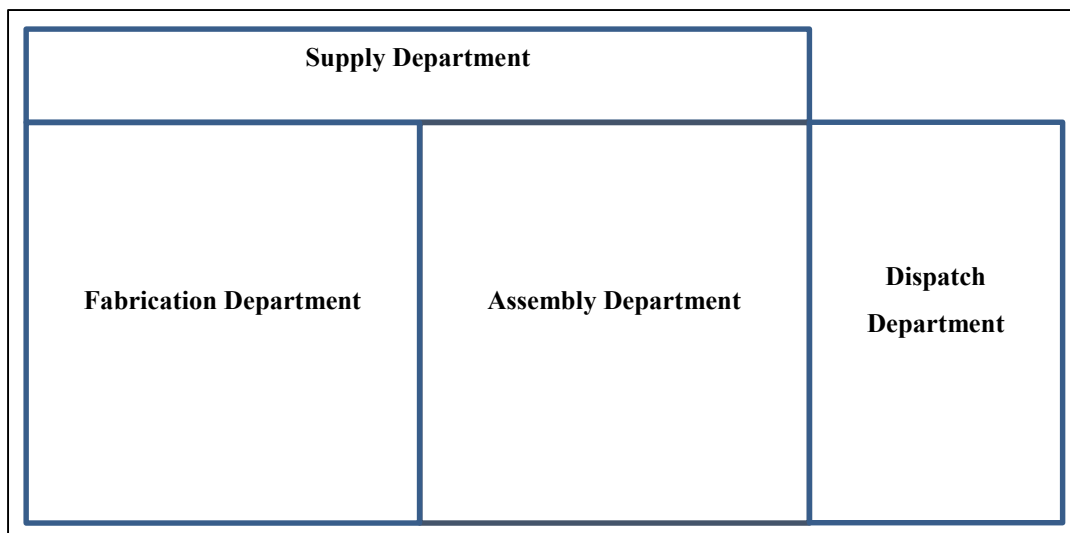 Supply Department
Fabrication Department
Assembly Department
Dispatch
Department